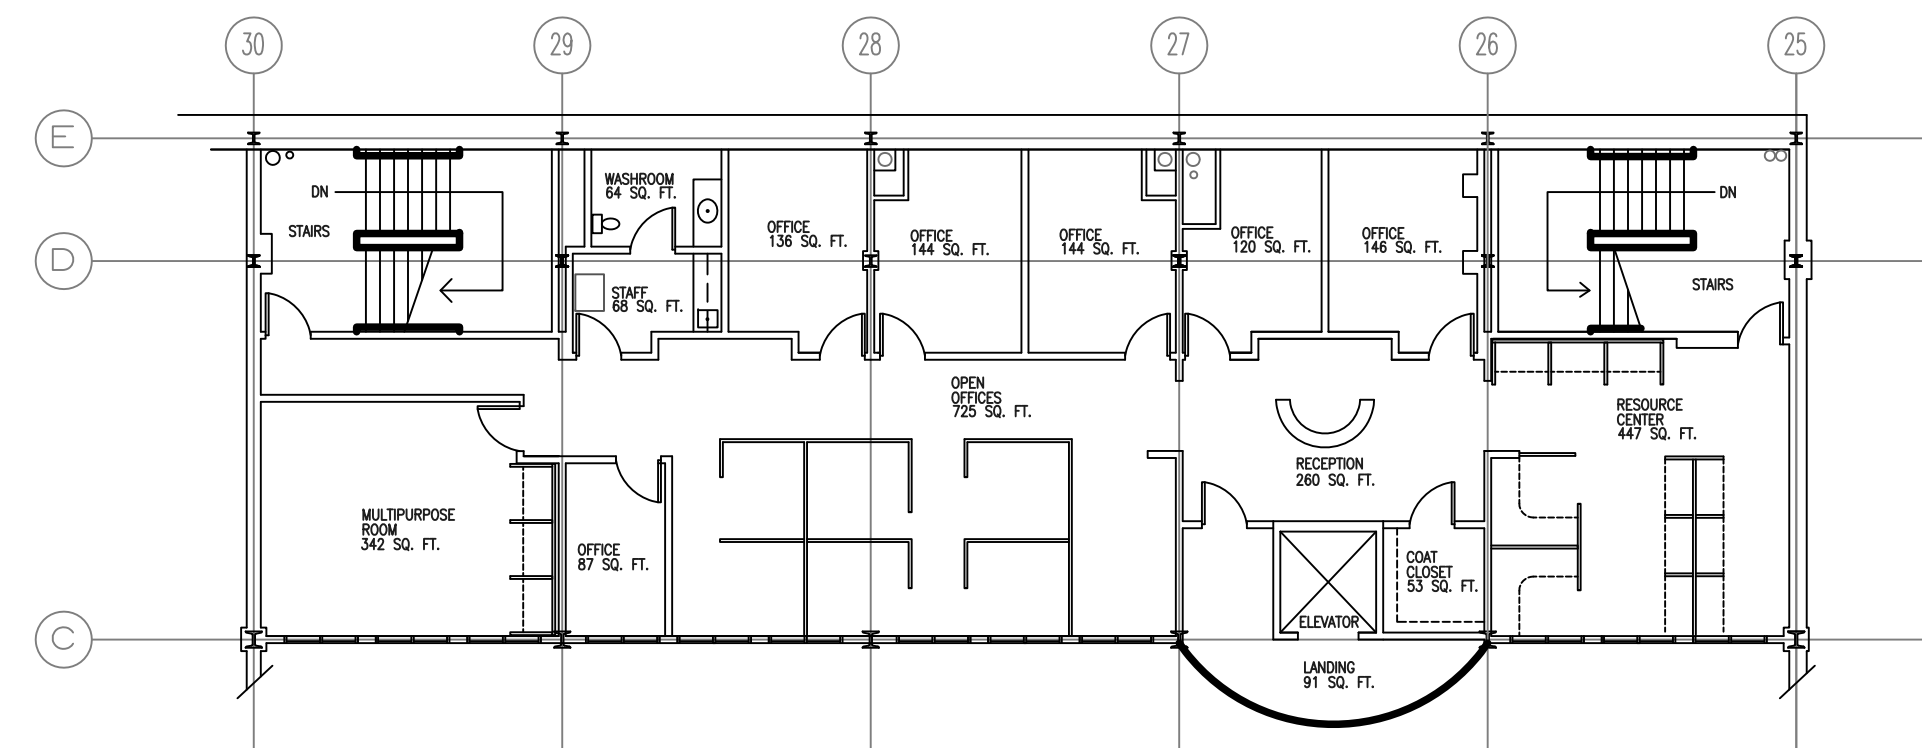 30
29
28
27
26
25
E
D
C
DN
STAIRS
WASHROOM
64 SQ. FT.
STAFF
68 SQ. FT.
OFFICE
136 SQ. FT.
OFFICE
144 SQ. FT.
OFFICE
144 SQ. FT.
OFFICE
120 SQ. FT.
OFFICE
146 SQ. FT.
DN
STAIRS
OPEN
OFFICES
725 SQ. FT.
RESOURCE
CENTER
447 SQ. FT.
RECEPTION
260 SQ. FT.
MULTIPURPOSE
ROOM
342 SQ. FT.
OFFICE
87 SQ. FT.
COAT
CLOSET
53 SQ. FT.
ELEVATOR
LANDING
91 SQ. FT.